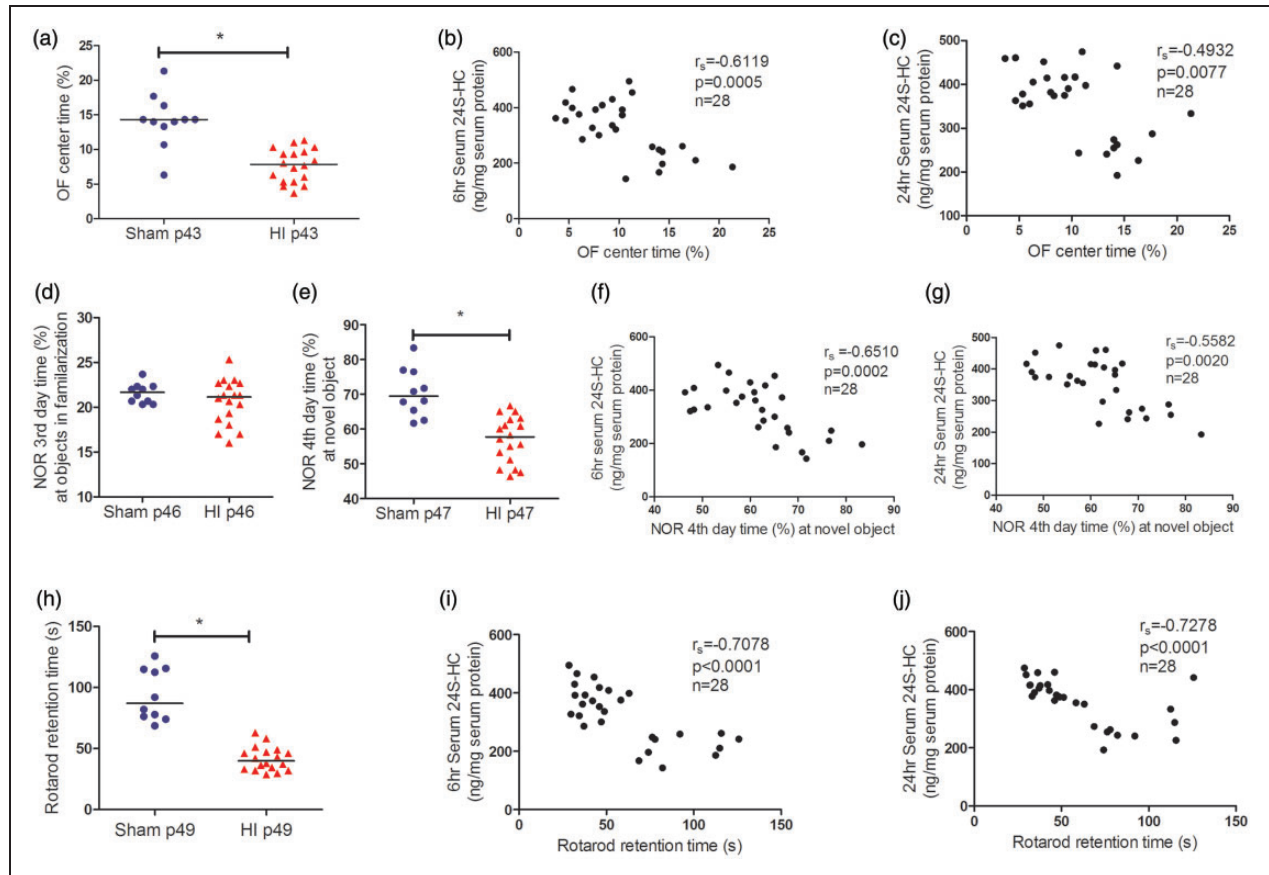 (a)
*
OF center time (%)
25
20
15
10
5
0
Sham p43
HI p43
(b)
6hr Serum 24S-HC
(ng/mg serum protein)
600
400
200
0
0
5
10
15
20
25
OF center time (%)
rs=-0.6119
p=0.0005
n=28
(c)
24hr Serum 24S-HC
(ng/mg serum protein)
500
400
300
200
100
0
5
10
15
20
25
OF center time (%)
rs=-0.4932
p=0.0077
n=28
(d)
NOR 3rd day time (%)
at objects in familarization
30
25
20
15
10
Sham p46
HI p46
(e)
*
NOR 4th day time (%)
at novel object
90
80
70
60
50
40
Sham p47
HI p47
(f)
6hr serum 24S-HC
(ng/mg serum protein)
600
400
200
0
40
50
60
70
80
90
NOR 4th day time (%) at novel object
rs =-0.6510
p=0.0002
n=28
(g)
24hr Serum 24S-HC
(ng/mg serum protein)
500
400
300
200
100
0
40
50
60
70
80
90
NOR 4th day time (%) at novel object
rs=-0.5582
p=0.0020
n=28
(h)
*
Rotarod retention time (s)
150
100
50
0
Sham p49
HI p49
(i)
6hr Serum 24S-HC
(ng/mg serum protein)
600
400
200
0
0
50
100
150
Rotarod retention time (s)
rs=-0.7078
p<0.0001
n=28
(j)
24hr Serum 24S-HC
(ng/mg serum protein)
600
400
200
0
0
50
100
150
Rotarod retention time (s)
rs=-0.7278
p<0.0001
n=28